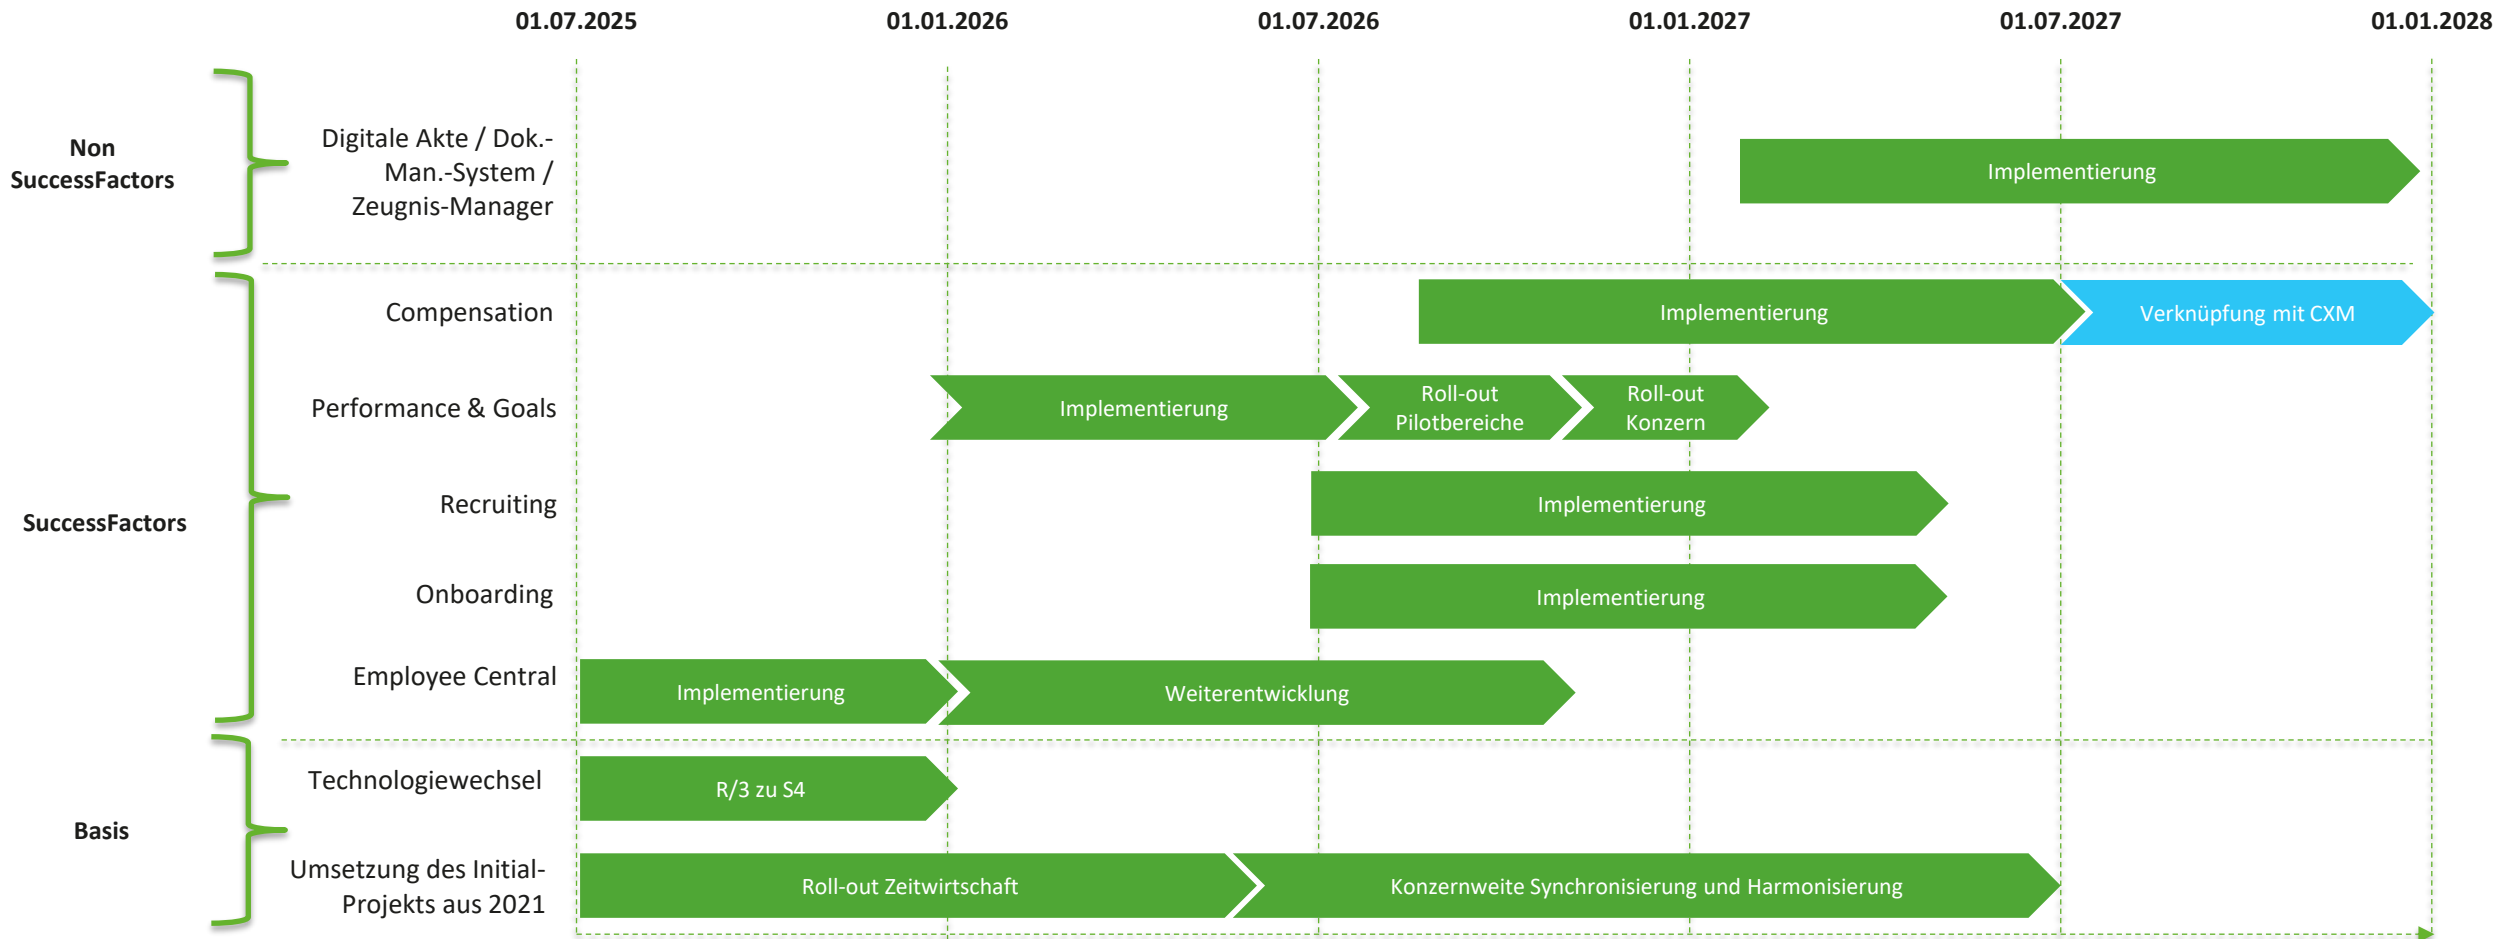 01.07.2025
01.01.2026
01.07.2026
01.01.2027
01.07.2027
01.01.2028
Non
SuccessFactors
Digitale Akte / Dok.-
Man.-System /
Zeugnis-Manager
Implementierung
SuccessFactors
Compensation
Implementierung
Verknüpfung mit CXM
Performance & Goals
Implementierung
Roll-out
Pilotbereiche
Roll-out
Konzern
Recruiting
Implementierung
Onboarding
Implementierung
Employee Central
Implementierung
Weiterentwicklung
Basis
Technologiewechsel
R/3 zu S4
Umsetzung des Initial-
Projekts aus 2021
Roll-out Zeitwirtschaft
Konzernweite Synchronisierung und Harmonisierung